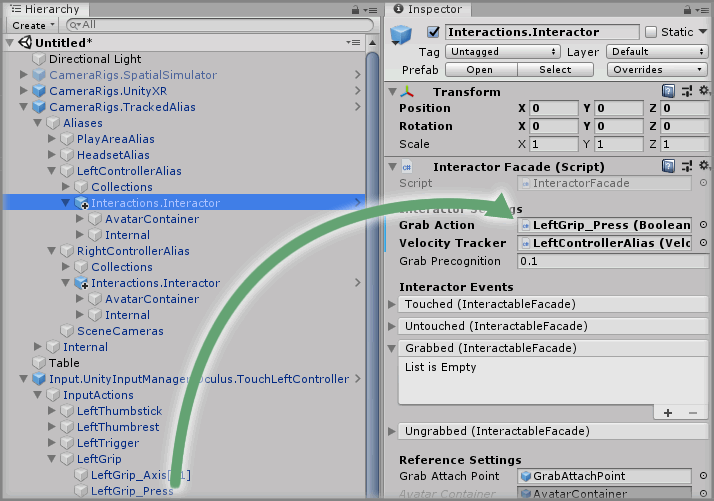 Hierarchy
Create
All
Untitled*
Directional Light
CameraRigs.SpatialSimulator
CameraRigs.UnityXR
CameraRigs.TrackedAlias
Aliases
PlayAreaAlias
HeadsetAlias
LeftControllerAlias
Collections
Interactions.Interactor
AvatarContainer
Internal
RightControllerAlias
Collections
Interactions.Interactor
AvatarContainer
Internal
SceneCameras
Internal
Table
Input.UnityInputManager.Oculus.TouchLeftController
InputActions
LeftThumbstick
LeftThumbrest
LeftTrigger
LeftGrip
LeftGrip_Axis[11]
LeftGrip_Press
Inspector
Interactions.Interactor Static
Tag Untagged Layer Default
Prefab Open Select Overrides
Transform
Position X 0 Y 0 Z 0
Rotation X 0 Y 0 Z 0
Scale X 1 Y 1 Z 1
Interactor Facade (Script)
Script InteractorFacade
Interactor Settings
Grab Action LeftGrip_Press (Boolean
Velocity Tracker LeftControllerAlias (Velo
Grab Precognition 0.1
Interactor Events
Touched (InteractableFacade)
Untouched (InteractableFacade)
Grabbed (InteractableFacade)
List is Empty
+ −
Ungrabbed (InteractableFacade)
Reference Settings
Grab Attach Point GrabAttachPoint
Avatar Container AvatarContainer